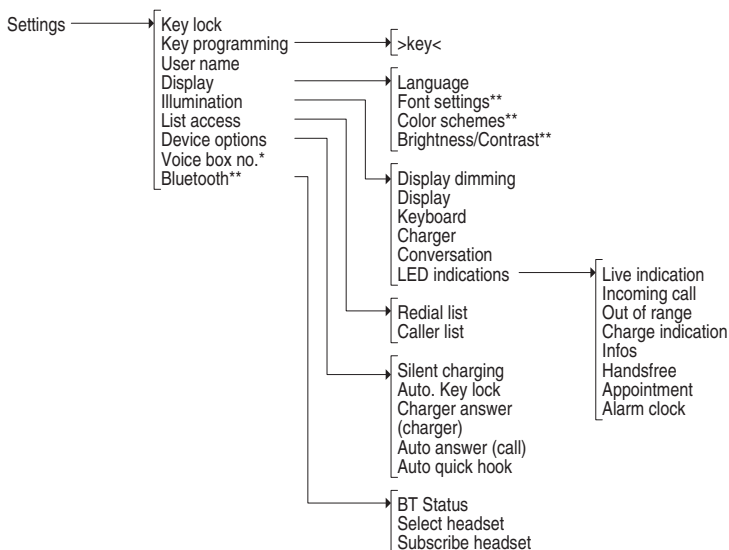 Settings
Key lock
Key programming
User name
Display
Illumination
List access
Device options
Voice box no.*
Bluetooth**
>key<
Language
Font settings**
Color schemes**
Brightness/Contrast**
Display dimming
Display
Keyboard
Charger
Conversation
LED indications
Live indication
Incoming call
Out of range
Charge indication
Infos
Handsfree
Appointment
Alarm clock
Redial list
Caller list
Silent charging
Auto. Key lock
Charger answer
(charger)
Auto answer (call)
Auto quick hook
BT Status
Select headset
Subscribe headset